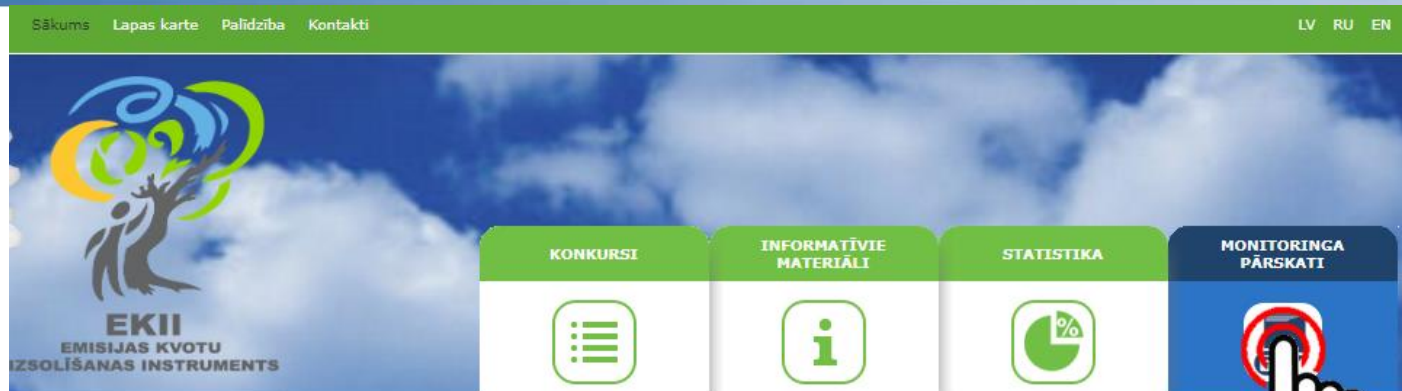 Sākums Lapas karte Palīdzība Kontakti
LV RU EN
KONKURSI
INFORMATĪVIE
MATERIĀLI
STATISTIKA
%
MONITORINGA
PĀRSKATI
EKII
EMISIJAS KVOTU
IZSOLĪŠANAS INSTRUMENTS